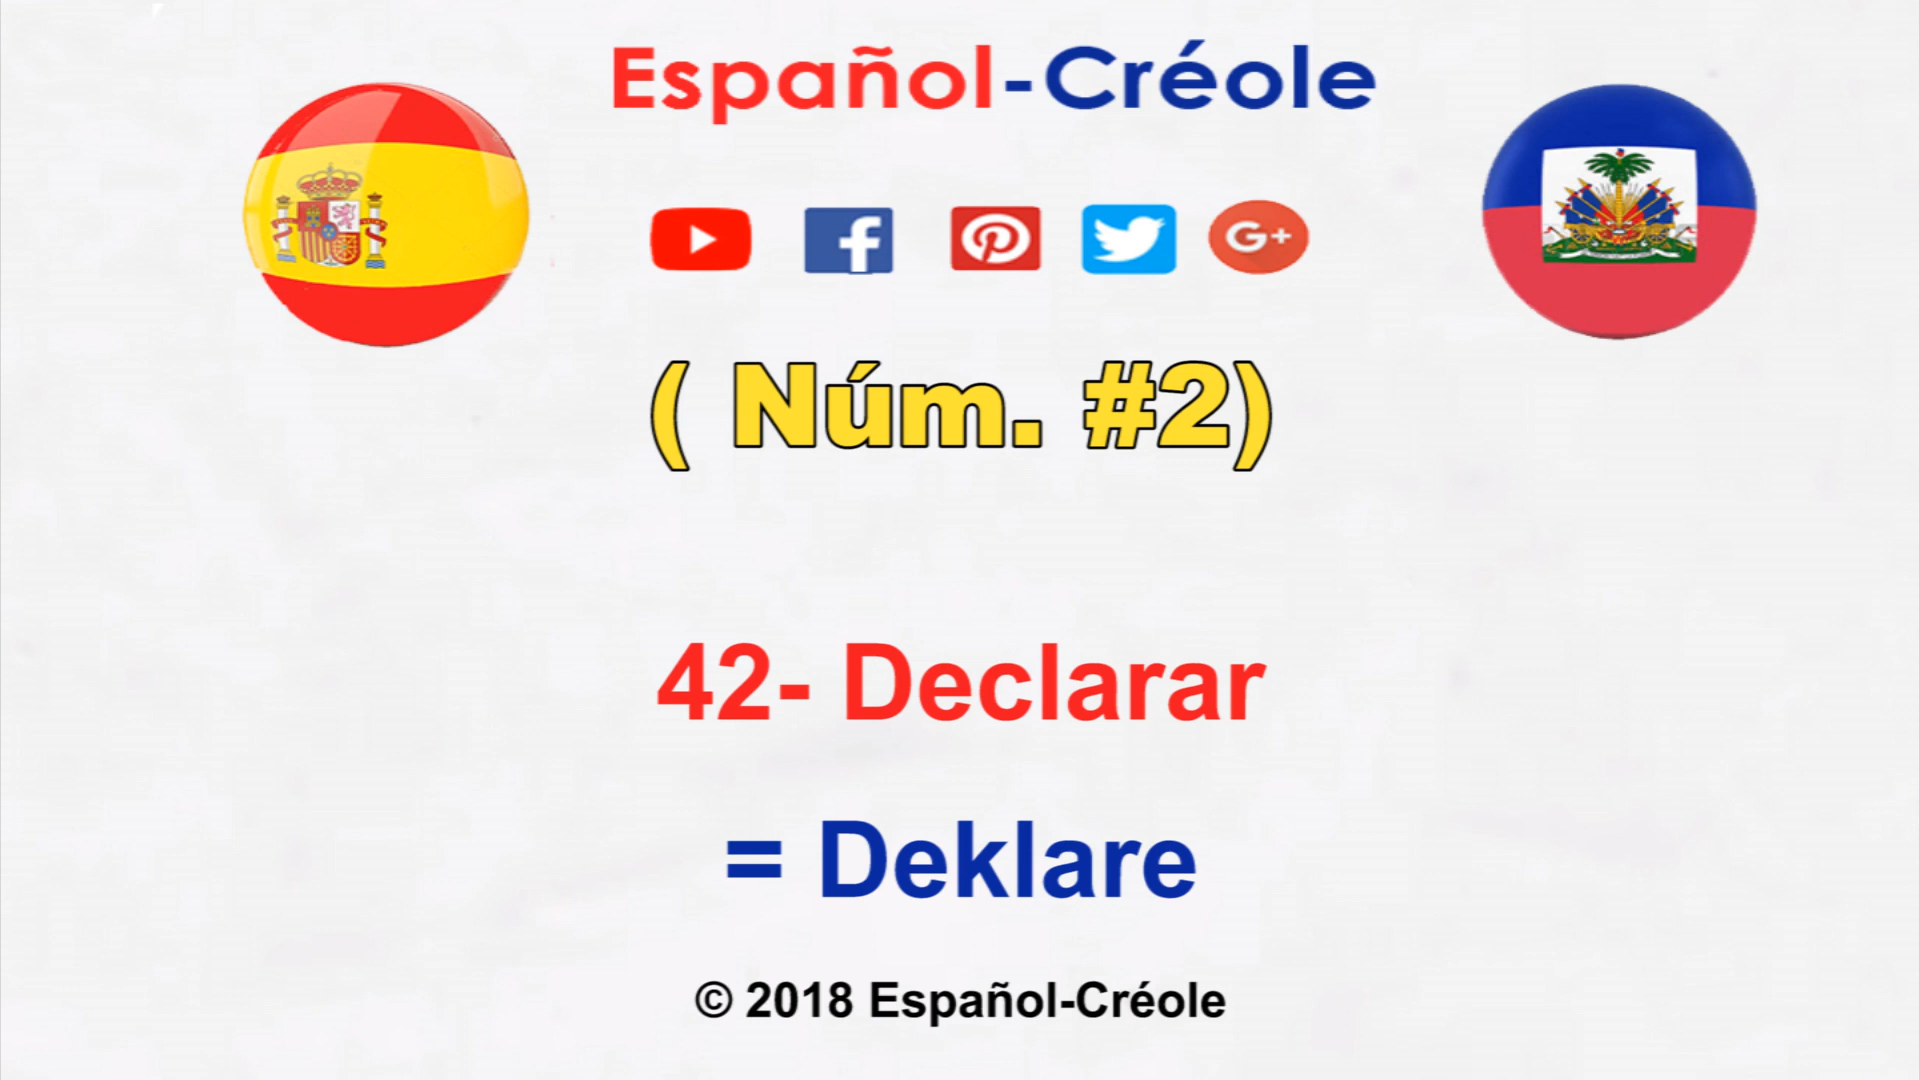 Español-Créole
G+
( Núm. #2)
42- Declarar
= Deklare
© 2018 Español-Créole